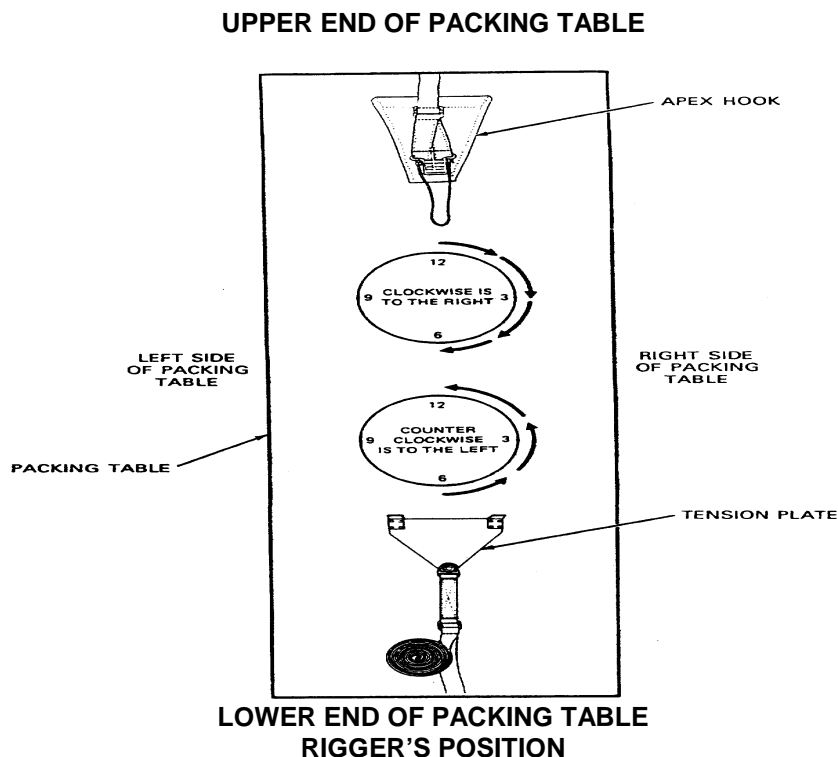 UPPER END OF PACKING TABLE
APEX HOOK
12
9
CLOCKWISE IS
TO THE RIGHT
3
6
LEFT SIDE
OF PACKING
TABLE
RIGHT SIDE
OF PACKING
TABLE
12
9
COUNTER
CLOCKWISE
IS TO THE LEFT
3
6
PACKING TABLE
TENSION PLATE
LOWER END OF PACKING TABLE
RIGGER'S POSITION